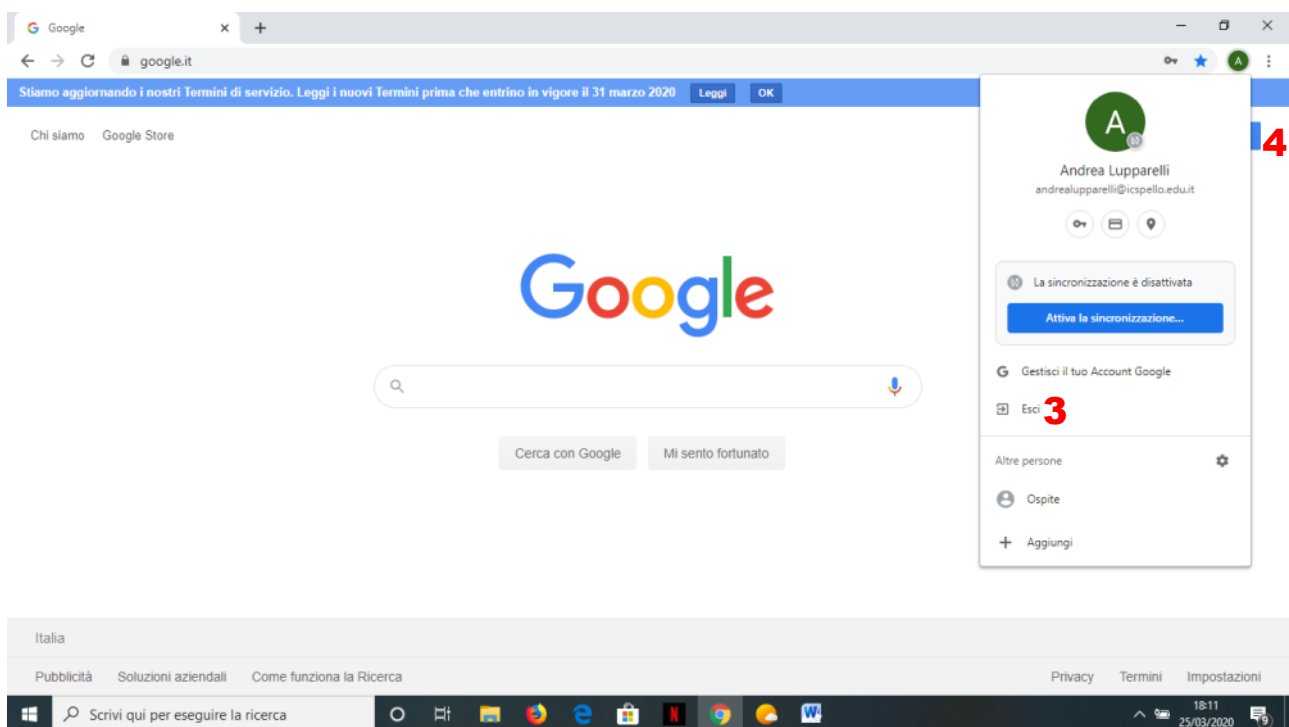 Google
google.it
Stiamo aggiornando i nostri Termini di servizio. Leggi i nuovi Termini prima che entrino in vigore il 31 marzo 2020 Leggi OK
A
Chi siamo Google Store
4
A
Andrea Lupparelli
andrealupparelli@icspello.edu.it
La sincronizzazione è disattivata
Attiva la sincronizzazione...
Google
G Gestisci il tuo Account Google
Esci 3
Cerca con Google Mi sento fortunato
Altre persone
Ospite
+ Aggiungi
Italia
Pubblicità Soluzioni aziendali Come funziona la Ricerca Privacy Termini Impostazioni
Scrivi qui per eseguire la ricerca
N
W
18:11
25/03/2020
9